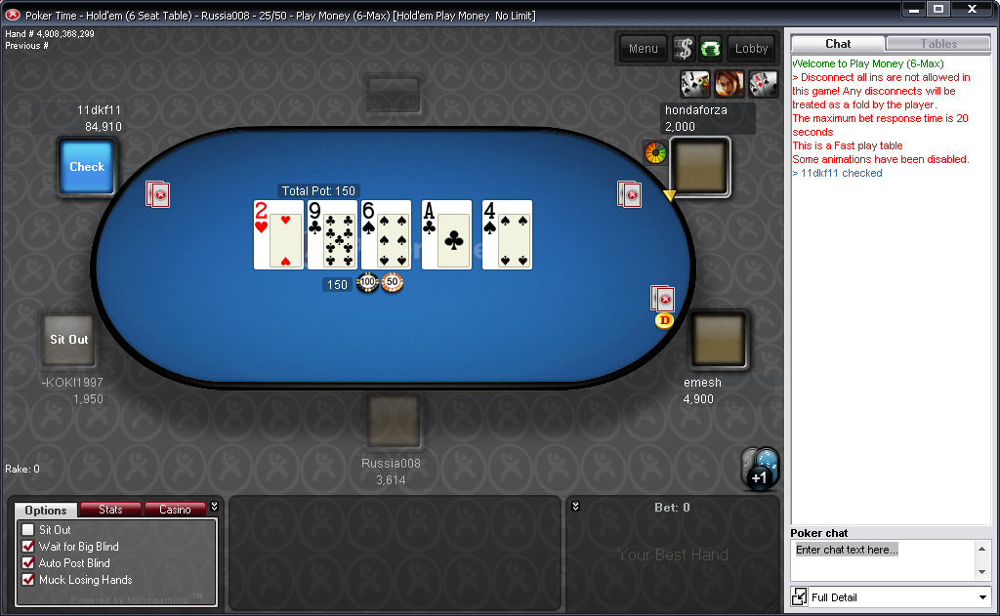 Poker Time - Hold'em (6 Seat Table) - Russia008 - 25/50 - Play Money (6-Max) [Hold'em Play Money No Limit]
Hand # 4,908,368,299
Previous #
Menu
Lobby
11dkf11
84,910
Check
hondaforza
2,000
Total Pot: 150
2
9
6
A
4
150
100
50
D
Sit Out
-KOKI1997
1,950
emesh
4,900
Russia008
3,614
Rake: 0
+1
Options
Stats
Casino
Sit Out
Wait for Big Blind
Auto Post Blind
Muck Losing Hands
Powered by Microgaming™
Bet: 0
Your Best Hand
Chat
Tables
Welcome to Play Money (6-Max)
> Disconnect all ins are not allowed in
this game! Any disconnects will be
treated as a fold by the player.
The maximum bet response time is 20
seconds
This is a Fast play table
Some animations have been disabled.
> 11dkf11 checked
Poker chat
Enter chat text here...
Full Detail